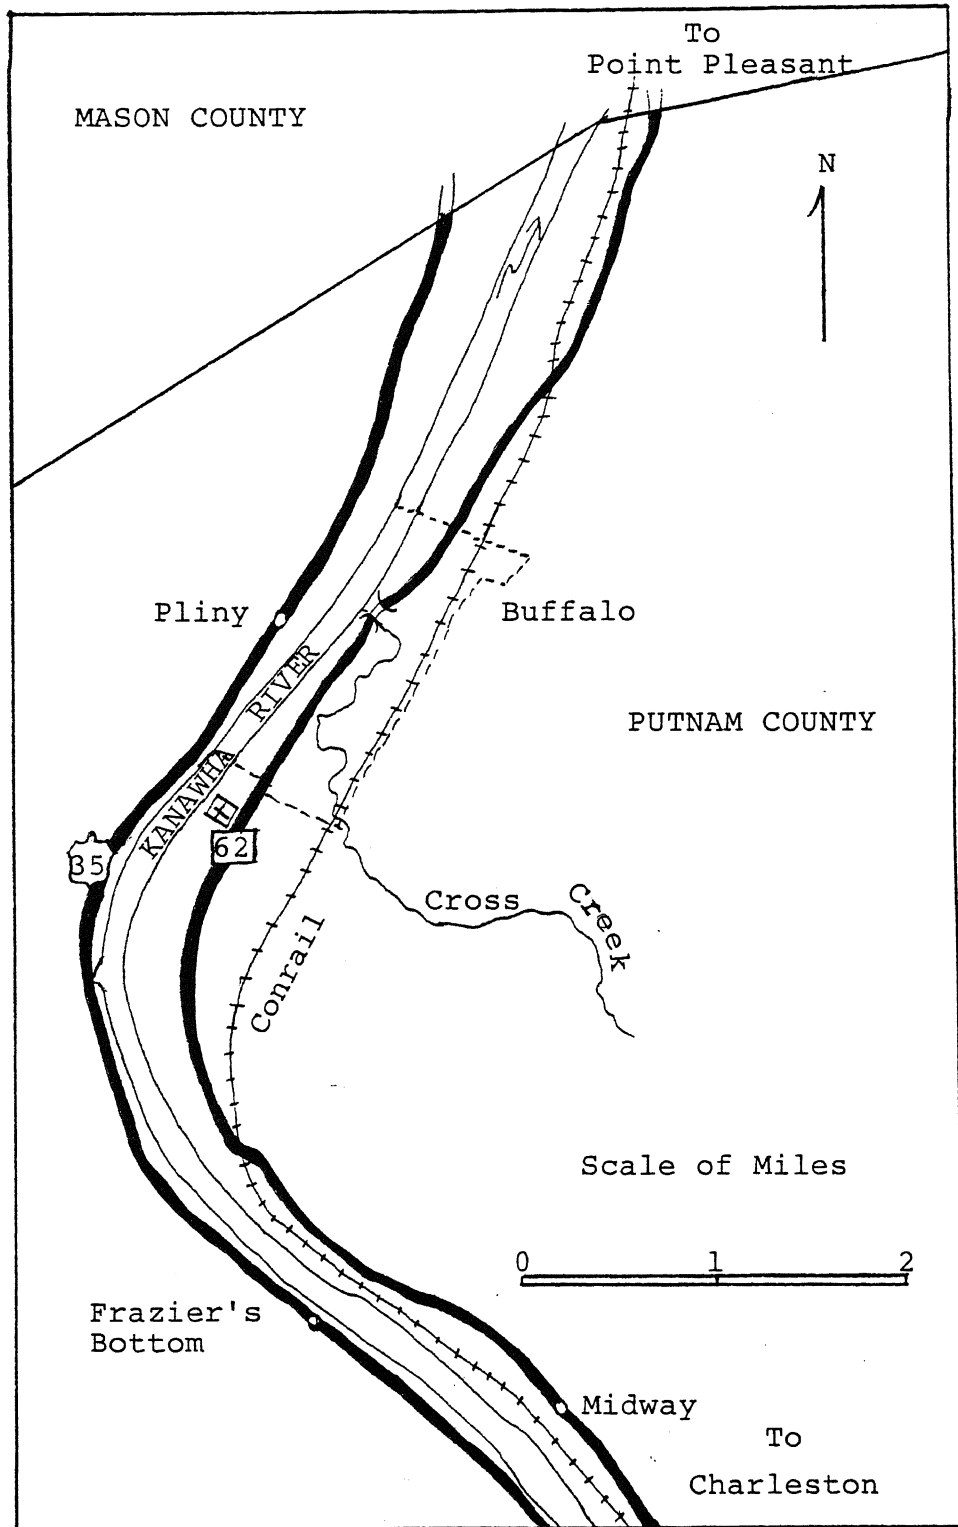 To
Point Pleasant
MASON COUNTY
N
Pliny
Buffalo
RIVER
PUTNAM COUNTY
KANAWHA
35
62
Cross
Creek
Conrail
Scale of Miles
0 1 2
Frazier's
Bottom
Midway
To
Charleston